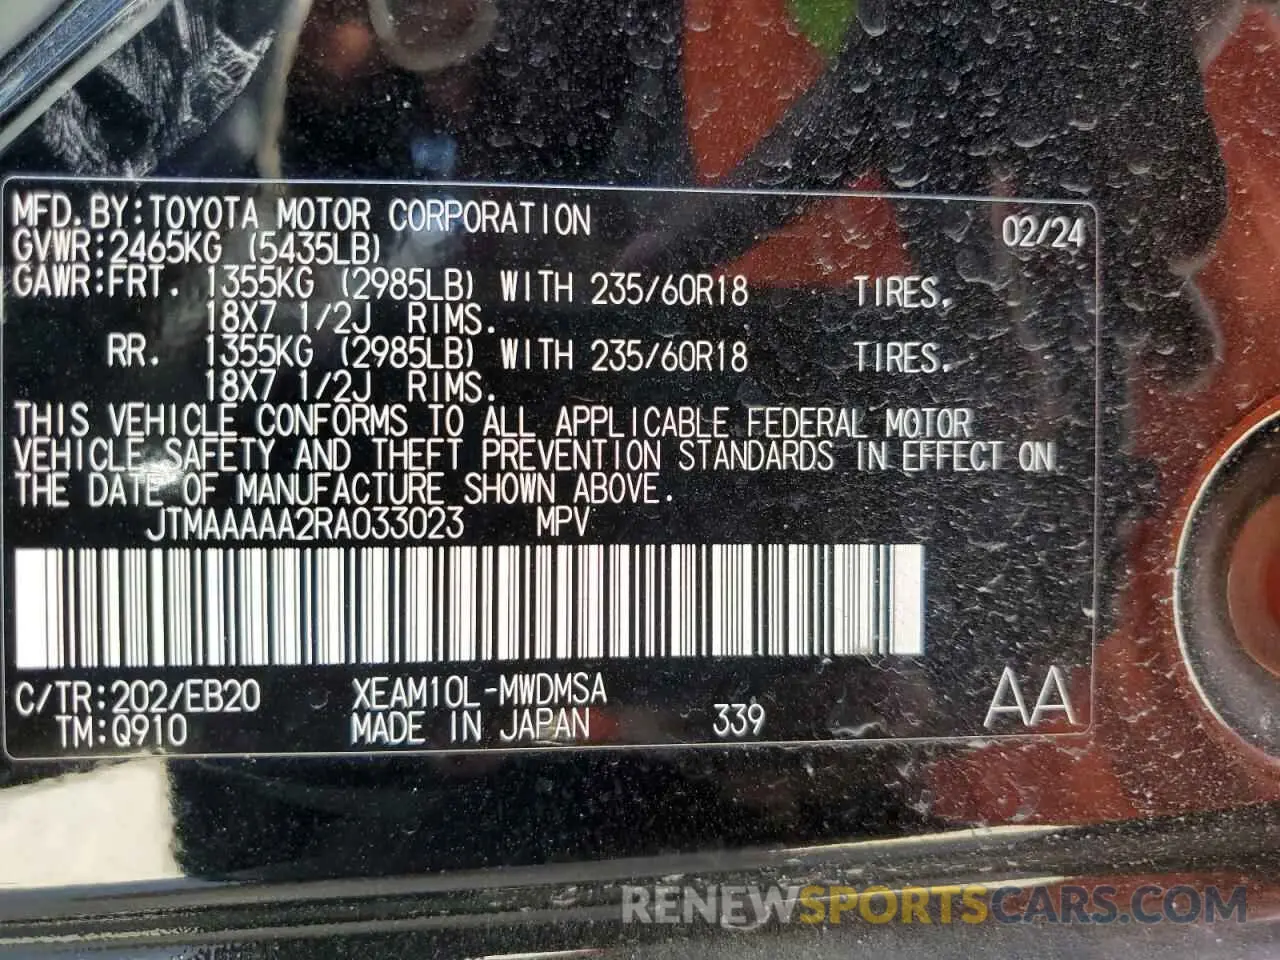 MFD. BY:TOYOTA MOTOR CORPORATION 02/24
GVWR:2465KG (5435LB)
GAWR:FRT. 1355KG (2985LB) WITH 235/60R18 TIRES.
18X7 1/2J RIMS.
RR. 1355KG (2985LB) WITH 235/60R18 TIRES.
18X7 1/2J RIMS.
THIS VEHICLE CONFORMS TO ALL APPLICABLE FEDERAL MOTOR
VEHICLE SAFETY AND THEFT PREVENTION STANDARDS IN EFFECT ON
THE DATE OF MANUFACTURE SHOWN ABOVE.
JTMAAAAA2RA033023 MPV
C/TR:202/EB20 XEAM10L-MWDMSA AA
TM:Q910 MADE IN JAPAN 339
RENEWSPORTSCARS.COM